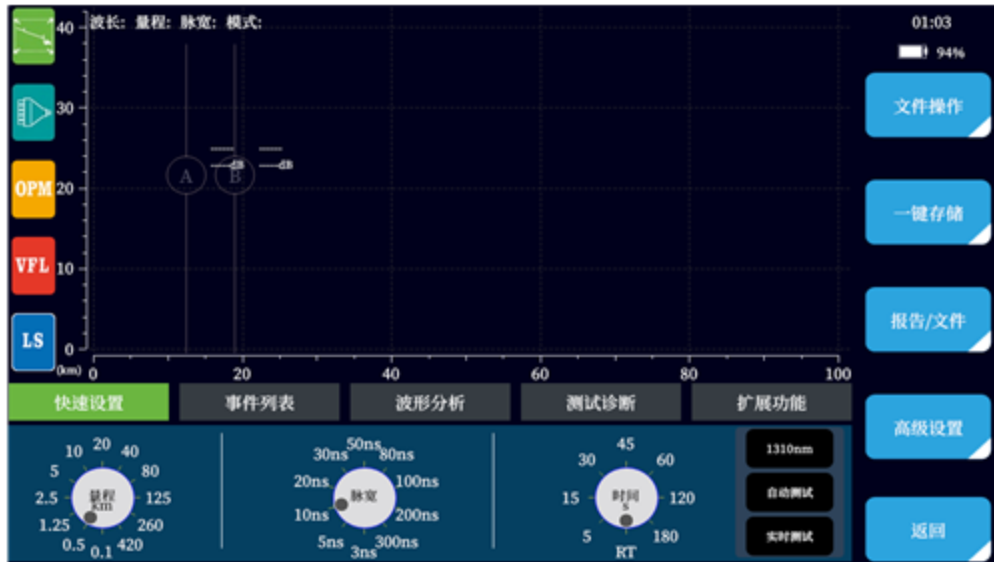 40
波长: 量程: 脉宽: 模式:
01:03
94%
文件操作
30
OPM
A
B
dB
dB
20
一键存储
VFL
10
报告/文件
LS
0
(km)
0
20
40
60
80
100
快速设置
事件列表
波形分析
测试诊断
扩展功能
高级设置
10
20
40
5
80
2.5
125
1.25
260
0.5
0.1
420
量程
km
50ns
30ns
80ns
20ns
100ns
10ns
200ns
5ns
3ns
300ns
脉宽
45
30
60
15
120
5
180
RT
时间
s
1310nm
自动测试
实时测试
返回